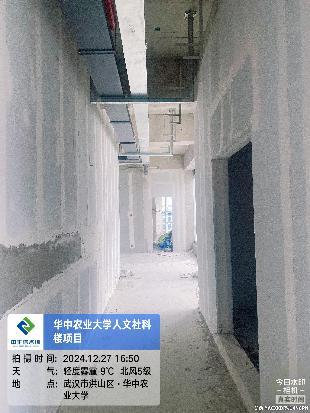 华中农业大学人文社科
楼项目
拍摄时间: 2024.12.27 16:50
天 气: 轻度雾霾 9℃ 北风5级
地 点: 武汉市洪山区·华中农
业大学
今日水印
相机
真实时间